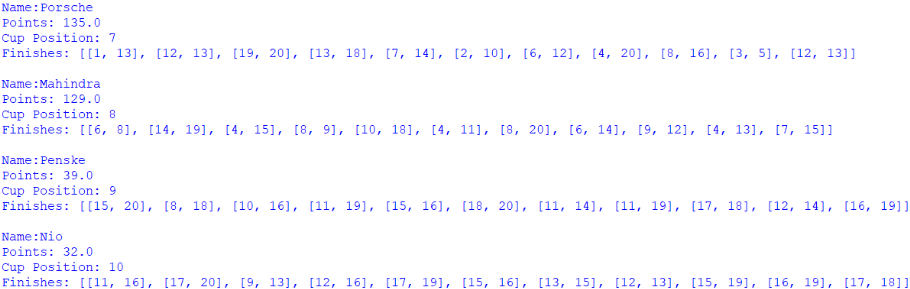 Name:Porsche
Points: 135.0
Cup Position: 7
Finishes: [[1, 13], [12, 13], [19, 20], [13, 18], [7, 14], [2, 10], [6, 12], [4, 20], [8, 16], [3, 5], [12, 13]]
Name:Mahindra
Points: 129.0
Cup Position: 8
Finishes: [[6, 8], [14, 19], [4, 15], [8, 9], [10, 18], [4, 11], [8, 20], [6, 14], [9, 12], [4, 13], [7, 15]]
Name:Penske
Points: 39.0
Cup Position: 9
Finishes: [[15, 20], [8, 18], [10, 16], [11, 19], [15, 16], [18, 20], [11, 14], [11, 19], [17, 18], [12, 14], [16, 19]]
Name:Nio
Points: 32.0
Cup Position: 10
Finishes: [[11, 16], [17, 20], [9, 13], [12, 16], [17, 19], [15, 16], [13, 15], [12, 13], [15, 19], [16, 19], [17, 18]]